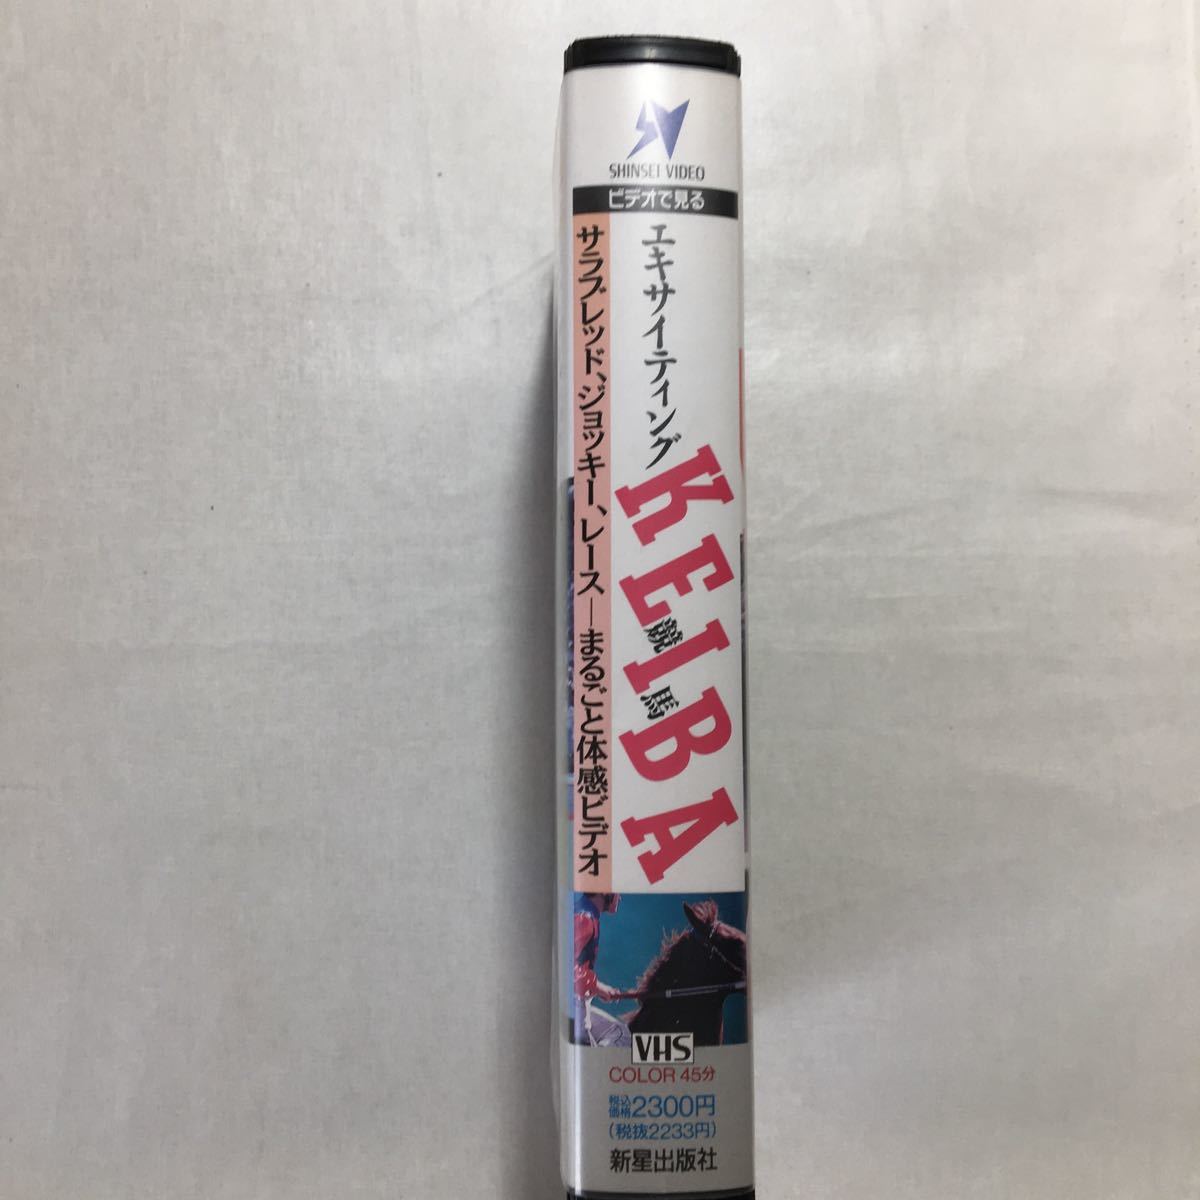 SHINSEI VIDEO
ビデオで見る
エキサイティング
KEIBA
競馬
サラブレッド、ジョッキー、レース—まるごと体感ビデオ
VHS
COLOR 45分
税込価格2300円
(税抜2233円)
新星出版社